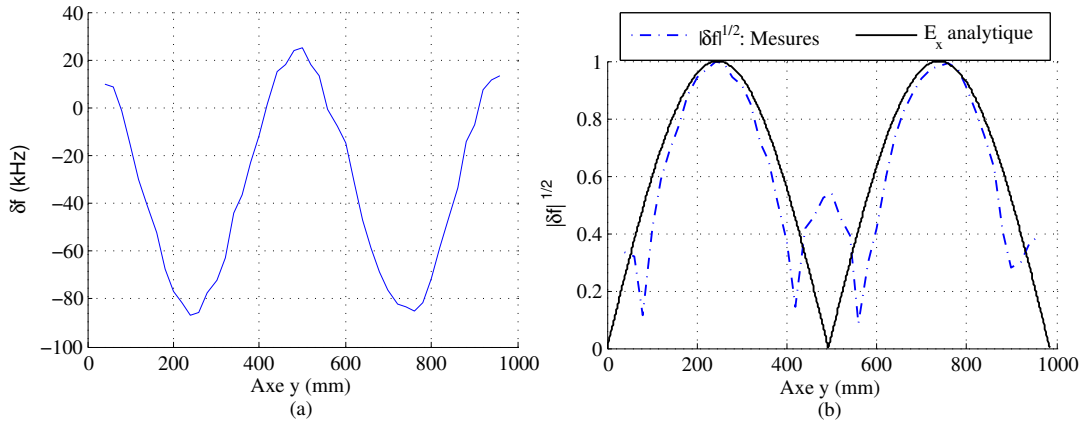 40
20
0
−20
−40
−60
−80
−100
0 200 400 600 800 1000
δf (kHz)
Axe y (mm)
(a)
|δf|^1/2: Mesures
E_x analytique
1
0.8
0.6
0.4
0.2
0
0 200 400 600 800 1000
|δf|^1/2
Axe y (mm)
(b)